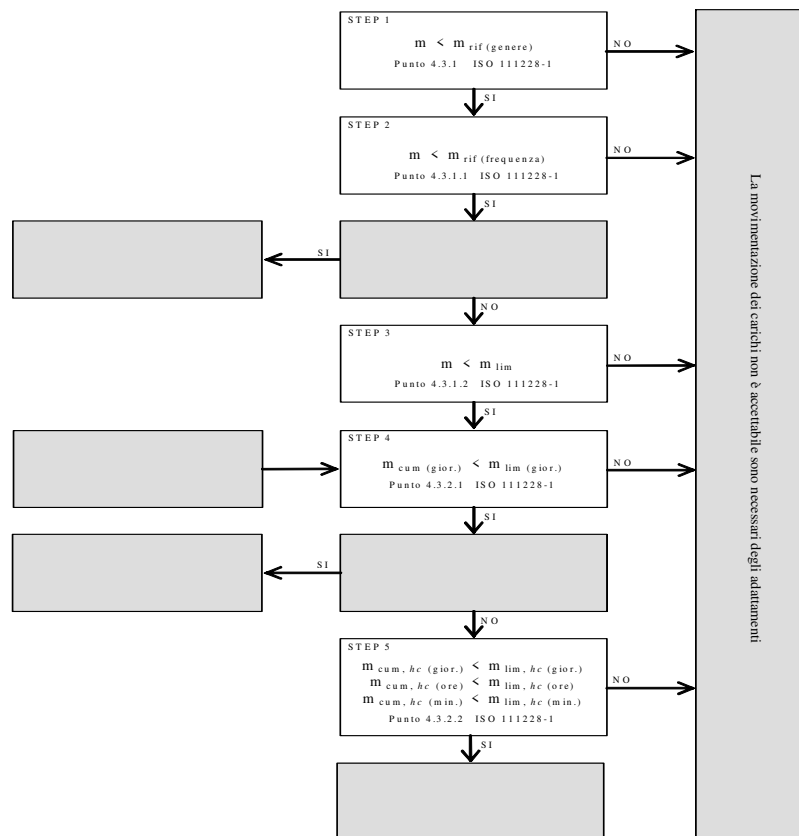 STEP 1
m < m rif (genere)
Punto 4.3.1 ISO 111228-1
NO
SI
STEP 2
m < m rif (frequenza)
Punto 4.3.1.1 ISO 111228-1
NO
SI
SI
NO
STEP 3
m < m lim
Punto 4.3.1.2 ISO 111228-1
NO
SI
STEP 4
m cum (gior.) < m lim (gior.)
Punto 4.3.2.1 ISO 111228-1
NO
SI
SI
NO
STEP 5
m cum, hc (gior.) < m lim, hc (gior.)
m cum, hc (ore) < m lim, hc (ore)
m cum, hc (min.) < m lim, hc (min.)
Punto 4.3.2.2 ISO 111228-1
NO
SI
La movimentazione dei carichi non è accettabile sono necessari degli adattamenti